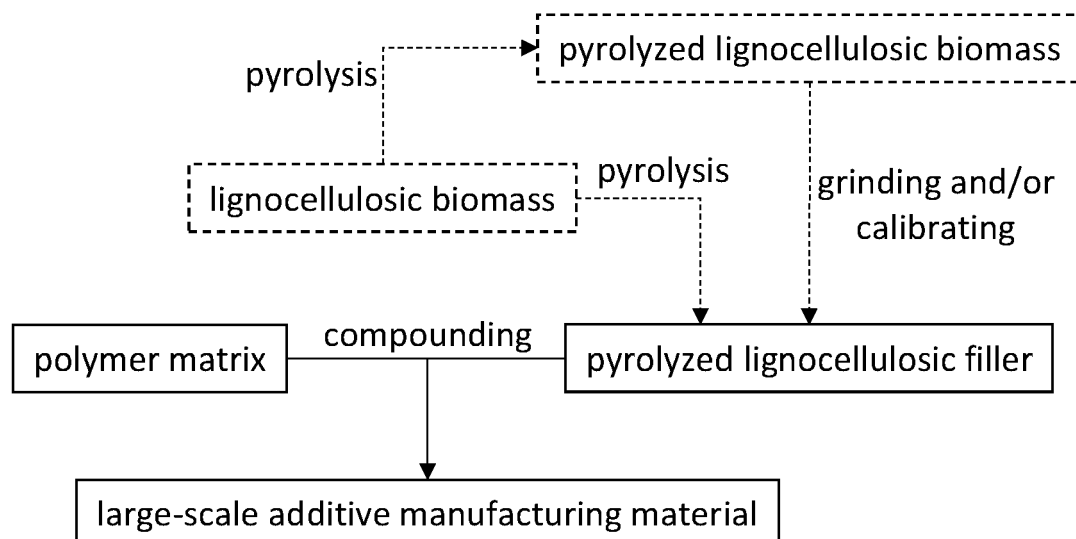 pyrolyzed lignocellulosic biomass
pyrolysis
pyrolysis
lignocellulosic biomass
grinding and/or
calibrating
compounding
polymer matrix
pyrolyzed lignocellulosic filler
large-scale additive manufacturing material